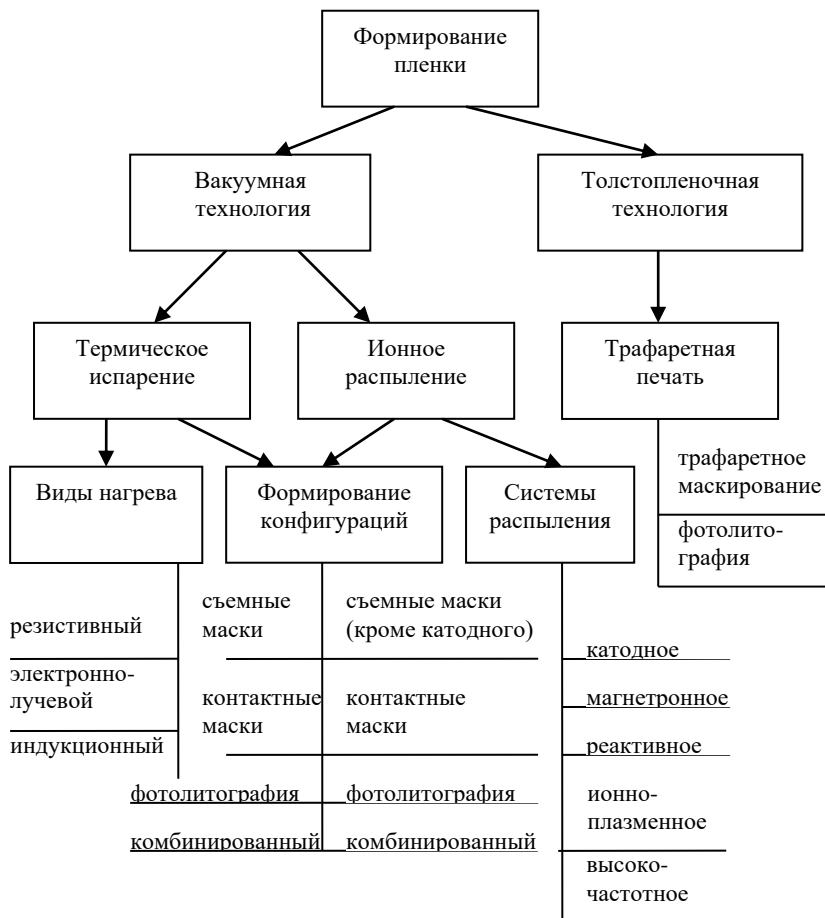 Формирование
пленки
Вакуумная
технология
Толстопленочная
технология
Термическое
испарение
Ионное
распыление
Трафаретная
печать
Виды нагрева
Формирование
конфигураций
Системы
распыления
трафаретное
маскирование
фотолито-
графия
резистивный
электронно-
лучевой
индукционный
съемные
маски
контактные
маски
фотолитография
комбинированный
съемные маски
(кроме катодного)
контактные
маски
фотолитография
комбинированный
катодное
магнетронное
реактивное
ионно-
плазменное
высоко-
частотное